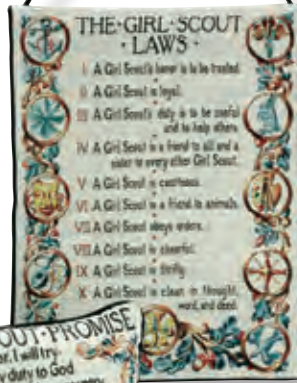 THE·GIRL·SCOUT
·LAWS·
I A Girl Scout's honor is to be trusted.
II A Girl Scout is loyal.
III A Girl Scout's duty is to be useful
and to help others.
IV A Girl Scout is a friend to all and a
sister to every other Girl Scout.
V A Girl Scout is courteous.
VI A Girl Scout is a friend to animals.
VII A Girl Scout obeys orders.
VIII A Girl Scout is cheerful.
IX A Girl Scout is thrifty.
X A Girl Scout is clean in thought,
word, and deed.
OUT·PROMISE
I will try
duty to God